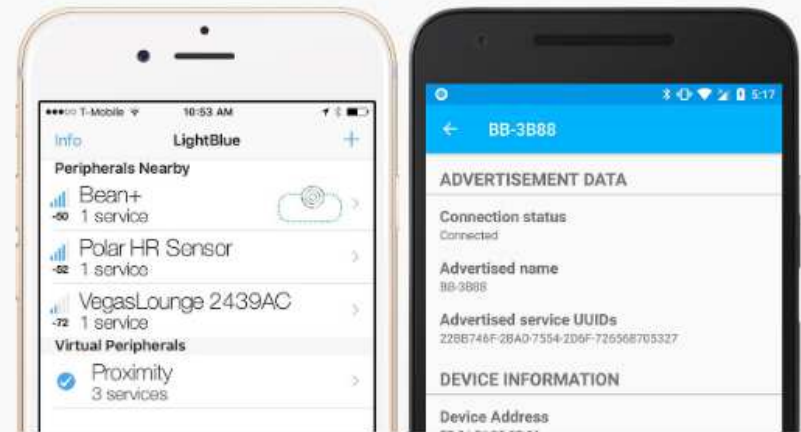 ●●●○○ T-Mobile 10:53 AM
Info LightBlue +
Peripherals Nearby
Bean+
-50 1 service
Polar HR Sensor
-52 1 service
VegasLounge 2439AC
-72 1 service
Virtual Peripherals
Proximity
3 services
5:17
BB-3B88
ADVERTISEMENT DATA
Connection status
Connected
Advertised name
BB-3B88
Advertised service UUIDs
22BB746F-2BA0-7554-2D6F-726568705327
DEVICE INFORMATION
Device Address